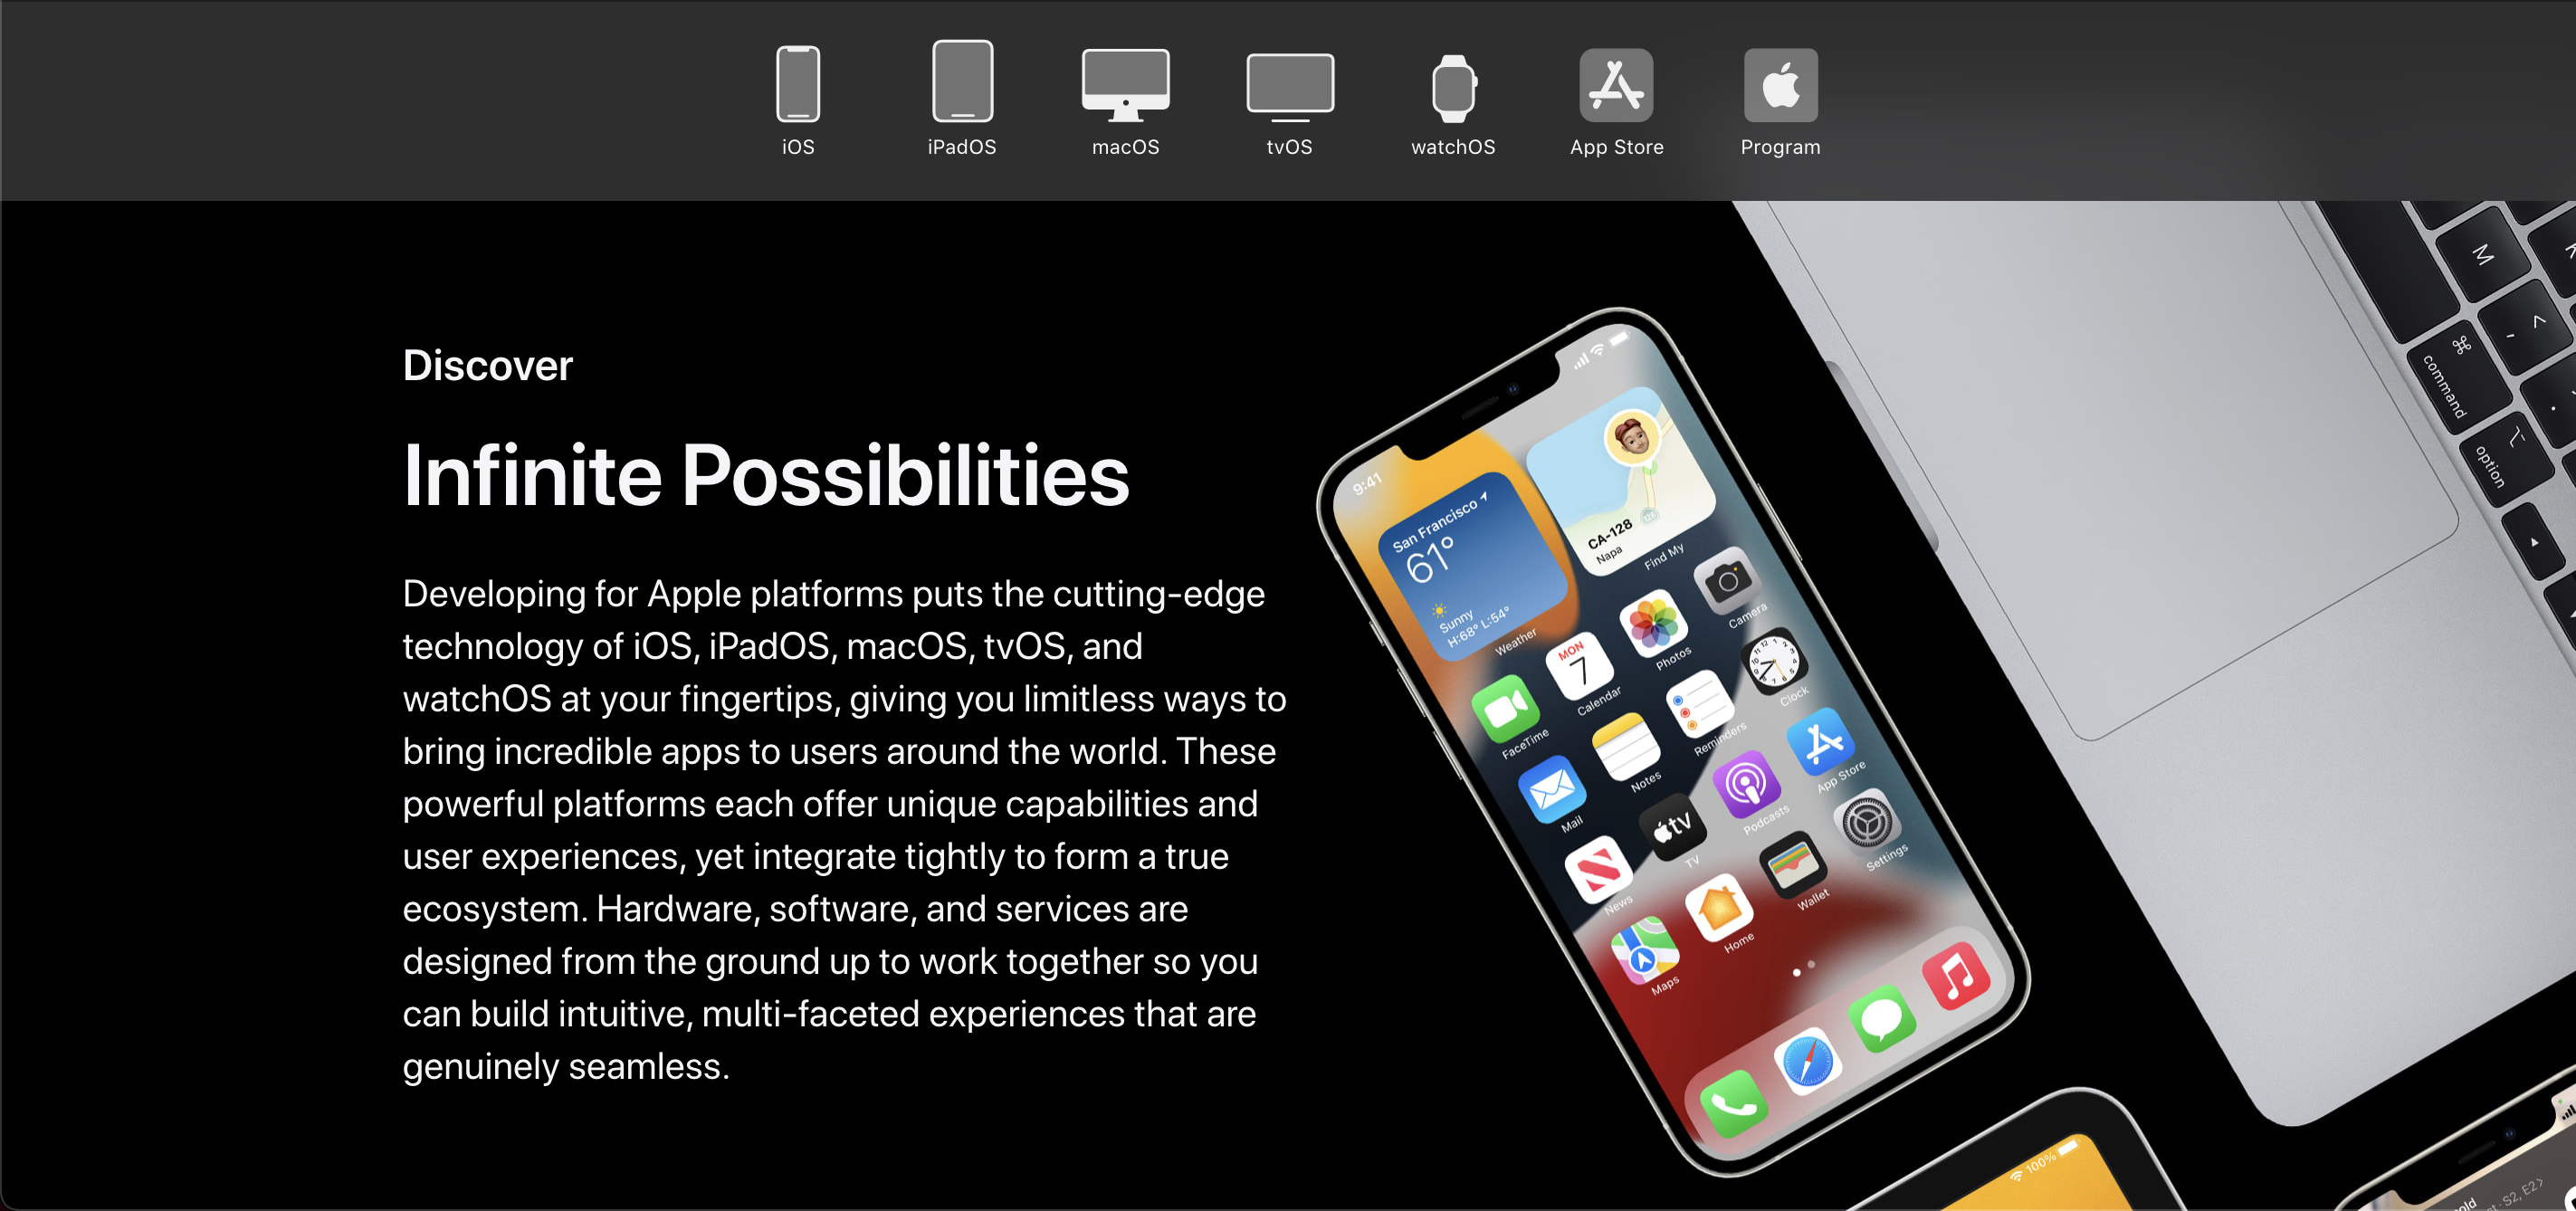 iOS
iPadOS
macOS
tvOS
watchOS
App Store
Program
Discover
Infinite Possibilities
Developing for Apple platforms puts the cutting-edge
technology of iOS, iPadOS, macOS, tvOS, and
watchOS at your fingertips, giving you limitless ways to
bring incredible apps to users around the world. These
powerful platforms each offer unique capabilities and
user experiences, yet integrate tightly to form a true
ecosystem. Hardware, software, and services are
designed from the ground up to work together so you
can build intuitive, multi-faceted experiences that are
genuinely seamless.
9:41
San Francisco
61°
Sunny
H:68° L:54°
Weather
CA-128
Napa
Find My
FaceTime
MON
7
Calendar
Photos
Camera
Mail
Notes
Reminders
Clock
News
tv
TV
Podcasts
App Store
Maps
Home
Wallet
Settings
M
K
command
option
100%
S2, E2